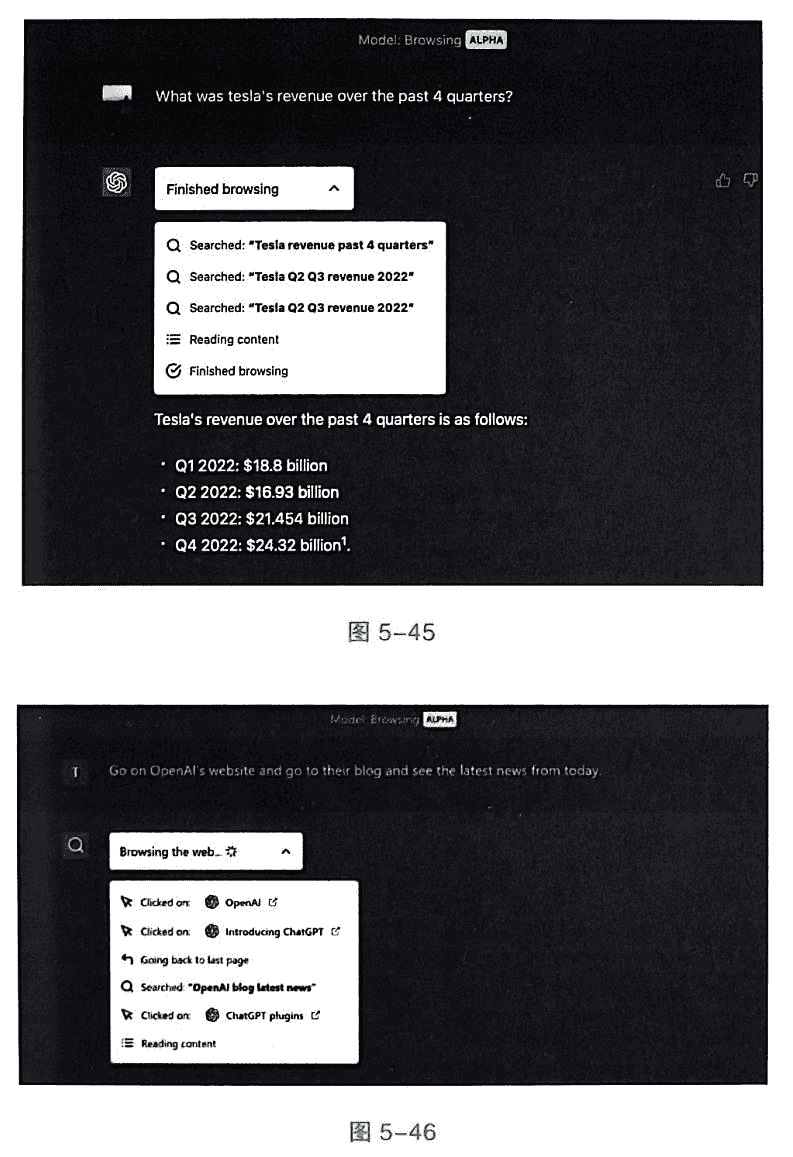 Model: Browsing ALPHA
What was tesla's revenue over the past 4 quarters?
Finished browsing
Searched: "Tesla revenue past 4 quarters"
Searched: "Tesla Q2 Q3 revenue 2022"
Searched: "Tesla Q2 Q3 revenue 2022"
Reading content
Finished browsing
Tesla's revenue over the past 4 quarters is as follows:
· Q1 2022: $18.8 billion
· Q2 2022: $16.93 billion
· Q3 2022: $21.454 billion
· Q4 2022: $24.32 billion¹.
图 5-45
Model: Browsing ALPHA
T Go on OpenAI's website and go to their blog and see the latest news from today.
Browsing the web...
Clicked on: OpenAI
Clicked on: Introducing ChatGPT
Going back to last page
Searched: "OpenAI blog latest news"
Clicked on: ChatGPT plugins
Reading content
图 5-46